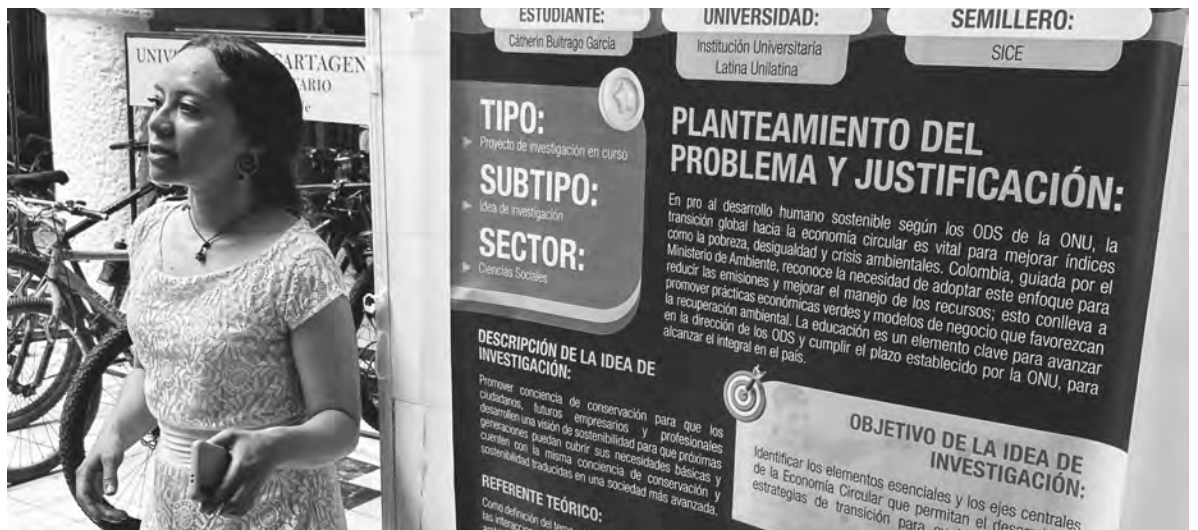 UNIV
CARTAGEN
ESTUDIANTE:
Cátherin Buitrago García
UNIVERSIDAD:
Institución Universitaria
Latina Unilatina
SEMILLERO:
SICE
TIPO:
Proyecto de investigación en curso
SUBTIPO:
Idea de investigación
SECTOR:
Ciencias Sociales
PLANTEAMIENTO DEL
PROBLEMA Y JUSTIFICACIÓN:
En pro al desarrollo humano sostenible según los ODS de la ONU, la
transición global hacia la economía circular es vital para mejorar índices
como la pobreza, desigualdad y crisis ambientales. Colombia, guiada por el
Ministerio de Ambiente, reconoce la necesidad de adoptar este enfoque para
reducir las emisiones y mejorar el manejo de los recursos; esto conlleva a
promover prácticas económicas verdes y modelos de negocio que favorezcan
la recuperación ambiental. La educación es un elemento clave para avanzar
en la dirección de los ODS y cumplir el plazo establecido por la ONU, para
alcanzar el integral en el país.
DESCRIPCIÓN DE LA IDEA DE
INVESTIGACIÓN:
Promover conciencia de conservación para que los
ciudadanos, futuros empresarios y profesionales
desarrollen una visión de sostenibilidad para que próximas
generaciones puedan cubrir sus necesidades básicas y
cuenten con la misma conciencia de conservación y
sostenibilidad traducidas en una sociedad más avanzada.
REFERENTE TEÓRICO:
Como definición del
las
OBJETIVO DE LA IDEA DE
INVESTIGACIÓN:
Identificar los elementos esenciales y los ejes centrales
de la Economía Circular que permitan el
estrategias de transición para